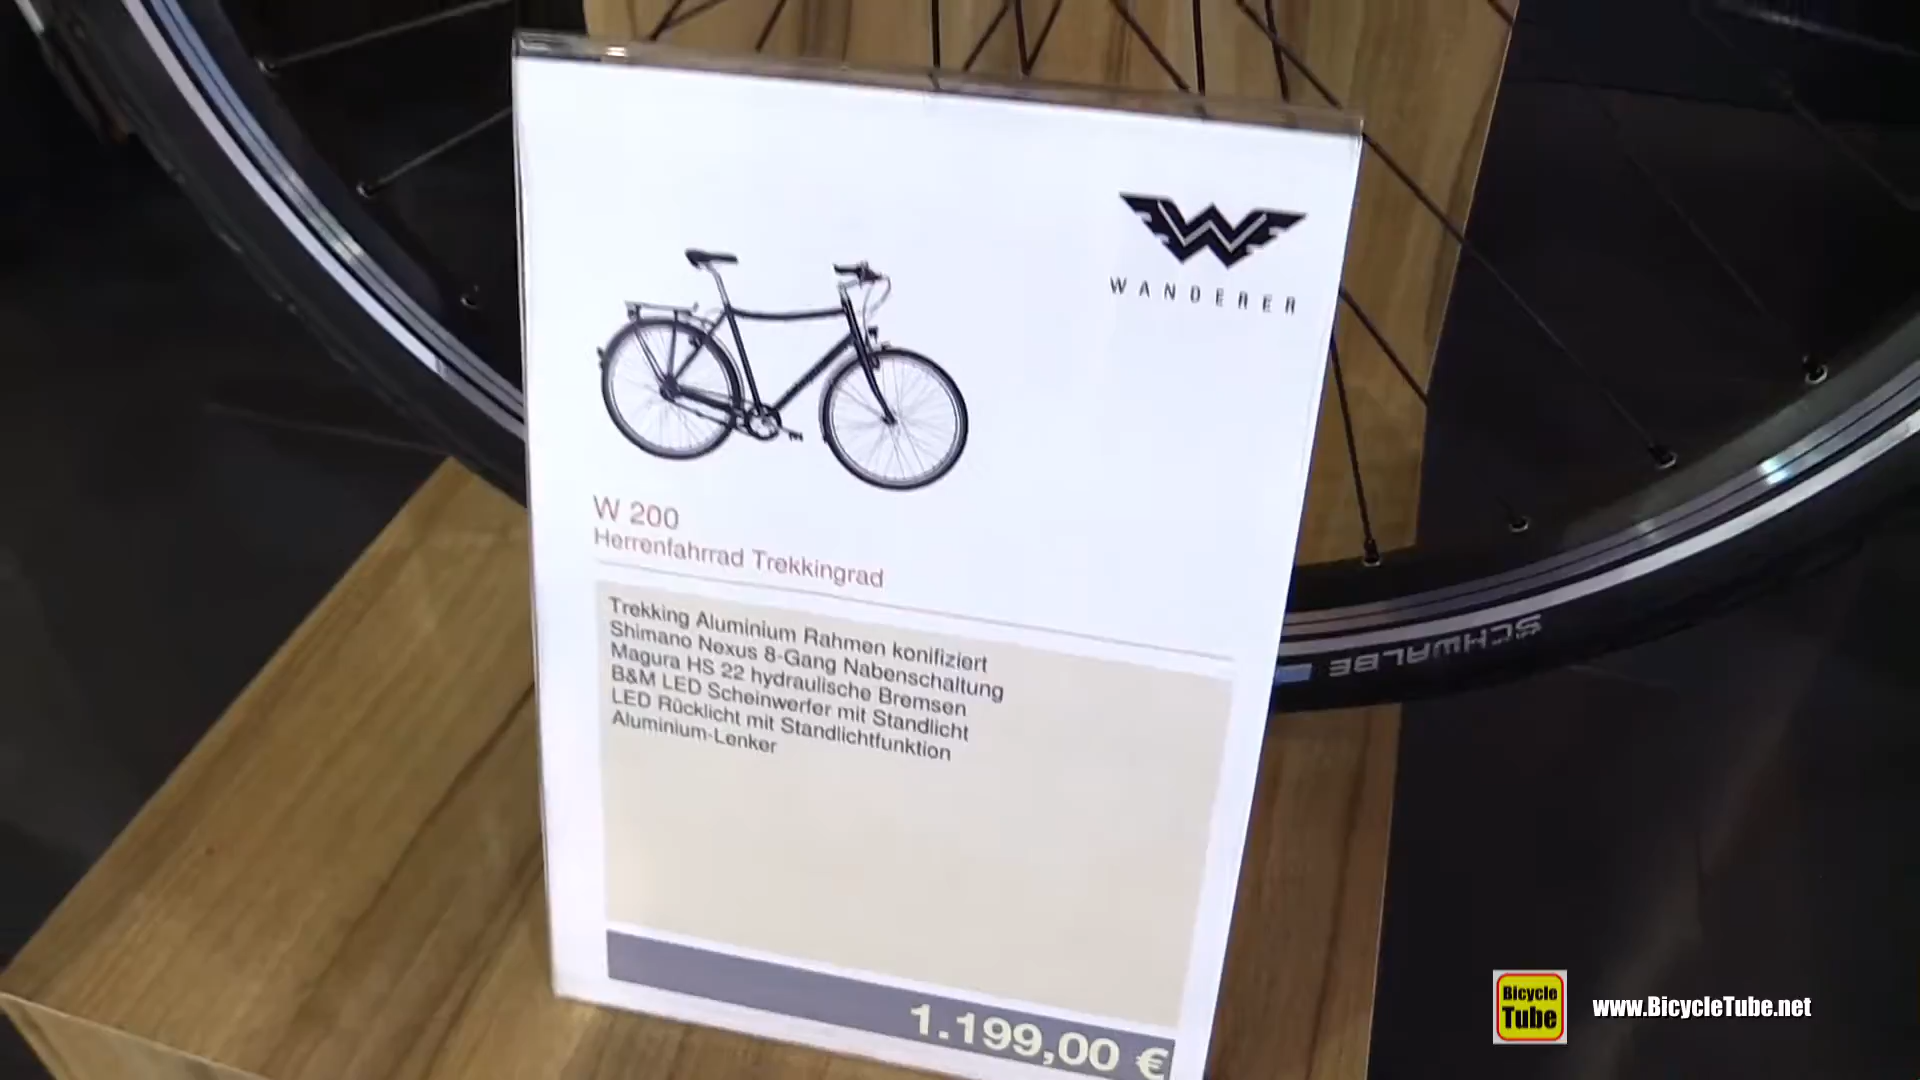 WANDERER
W 200
Herrenfahrrad Trekkingrad
Trekking Aluminium Rahmen konifiziert
Shimano Nexus 8-Gang Nabenschaltung
Magura HS 22 hydraulische Bremsen
B&M LED Scheinwerfer mit Standlicht
LED Rücklicht mit Standlichtfunktion
Aluminium-Lenker
1.199,00 €
SCHWALBE
Bicycle
Tube
www.BicycleTube.net